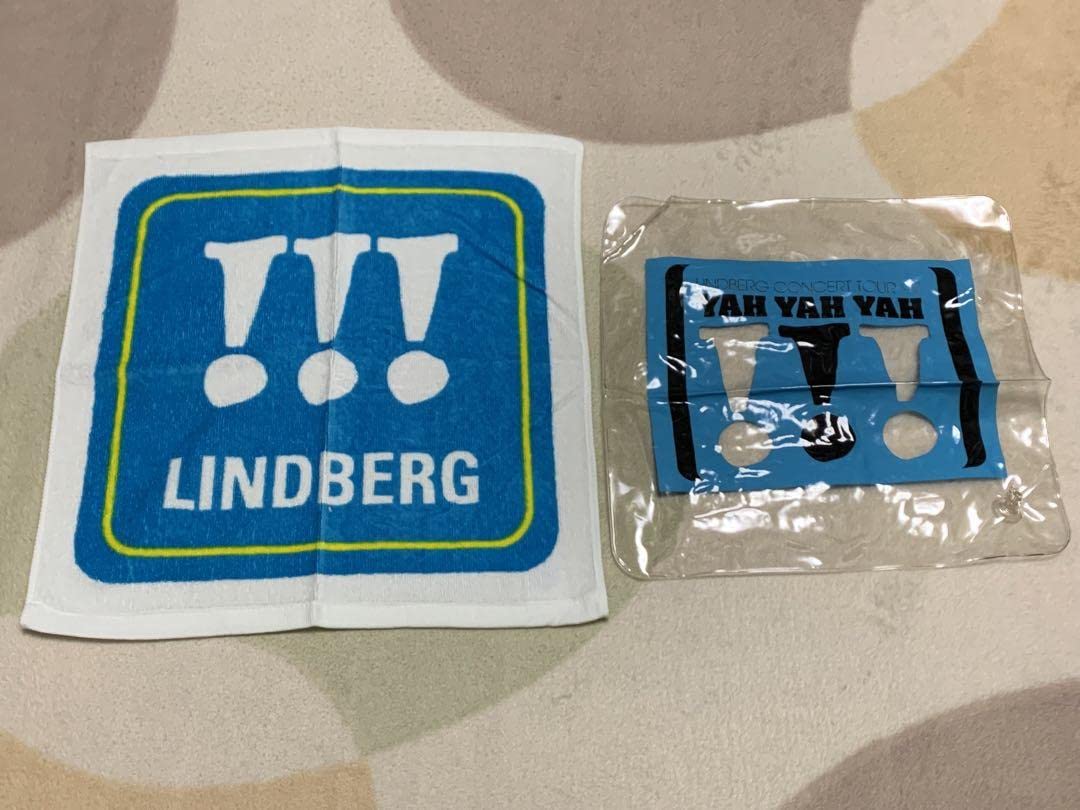 !!!
LINDBERG
LINDBERG CONCERT TOUR
YAH YAH YAH
!!!